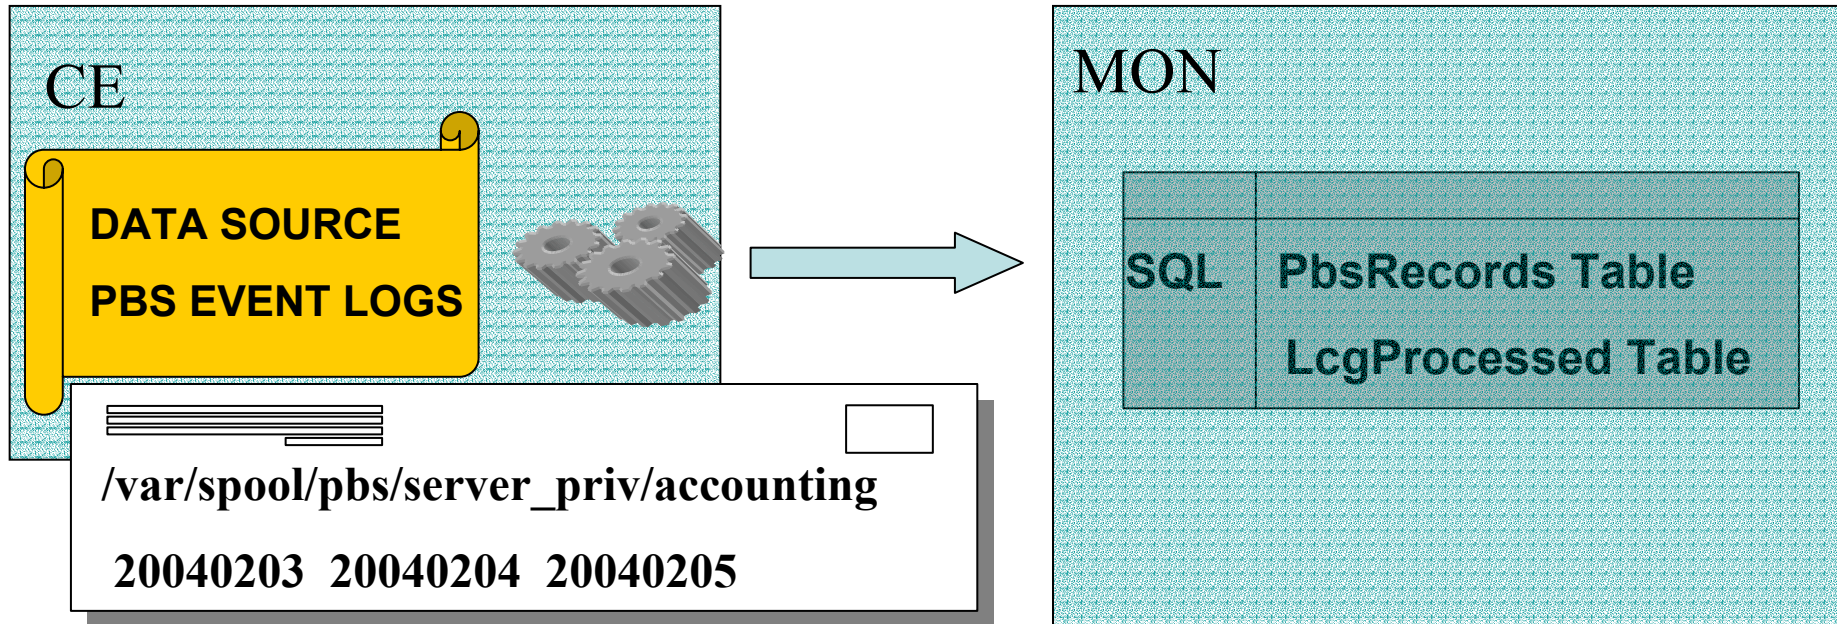 CE
DATA SOURCE
PBS EVENT LOGS
/var/spool/pbs/server_priv/accounting
20040203 20040204 20040205
MON
SQL PbsRecords Table
LcgProcessed Table